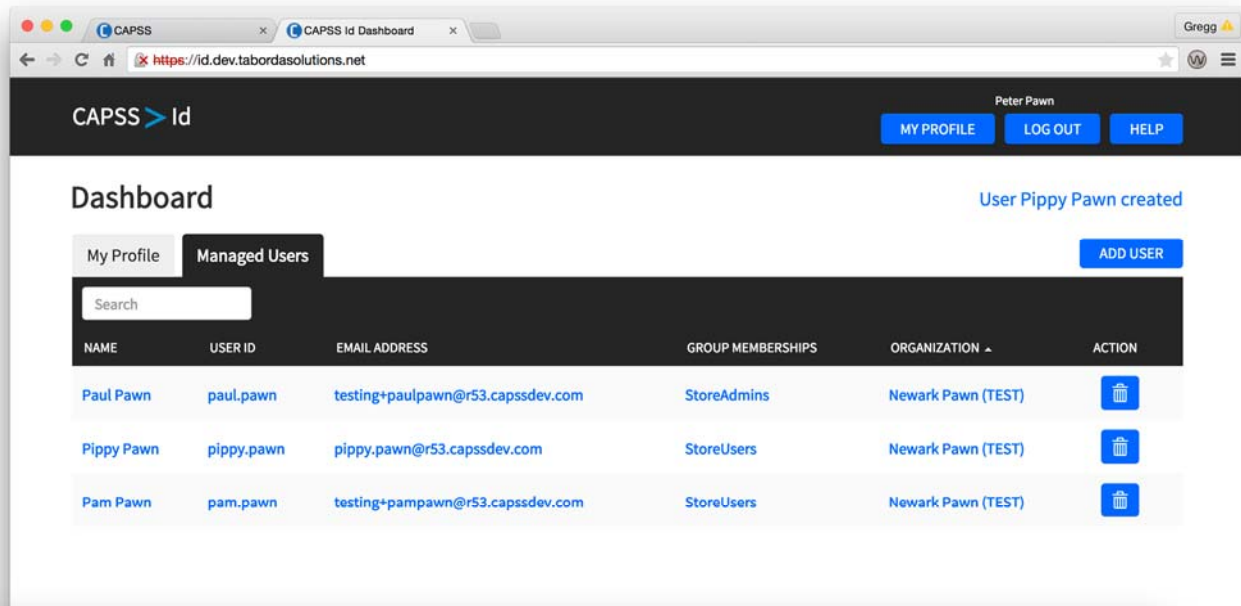 CAPSS
CAPSS Id Dashboard
Gregg
https://id.dev.tabordasolutions.net
W
CAPSS > Id
Peter Pawn
MY PROFILE LOG OUT HELP
Dashboard
User Pippy Pawn created
My Profile Managed Users ADD USER
Search
NAME USER ID EMAIL ADDRESS GROUP MEMBERSHIPS ORGANIZATION ACTION
Paul Pawn paul.pawn testing+paulpawn@r53.capssdev.com StoreAdmins Newark Pawn (TEST)
Pippy Pawn pippy.pawn pippy.pawn@r53.capssdev.com StoreUsers Newark Pawn (TEST)
Pam Pawn pam.pawn testing+pampawn@r53.capssdev.com StoreUsers Newark Pawn (TEST)